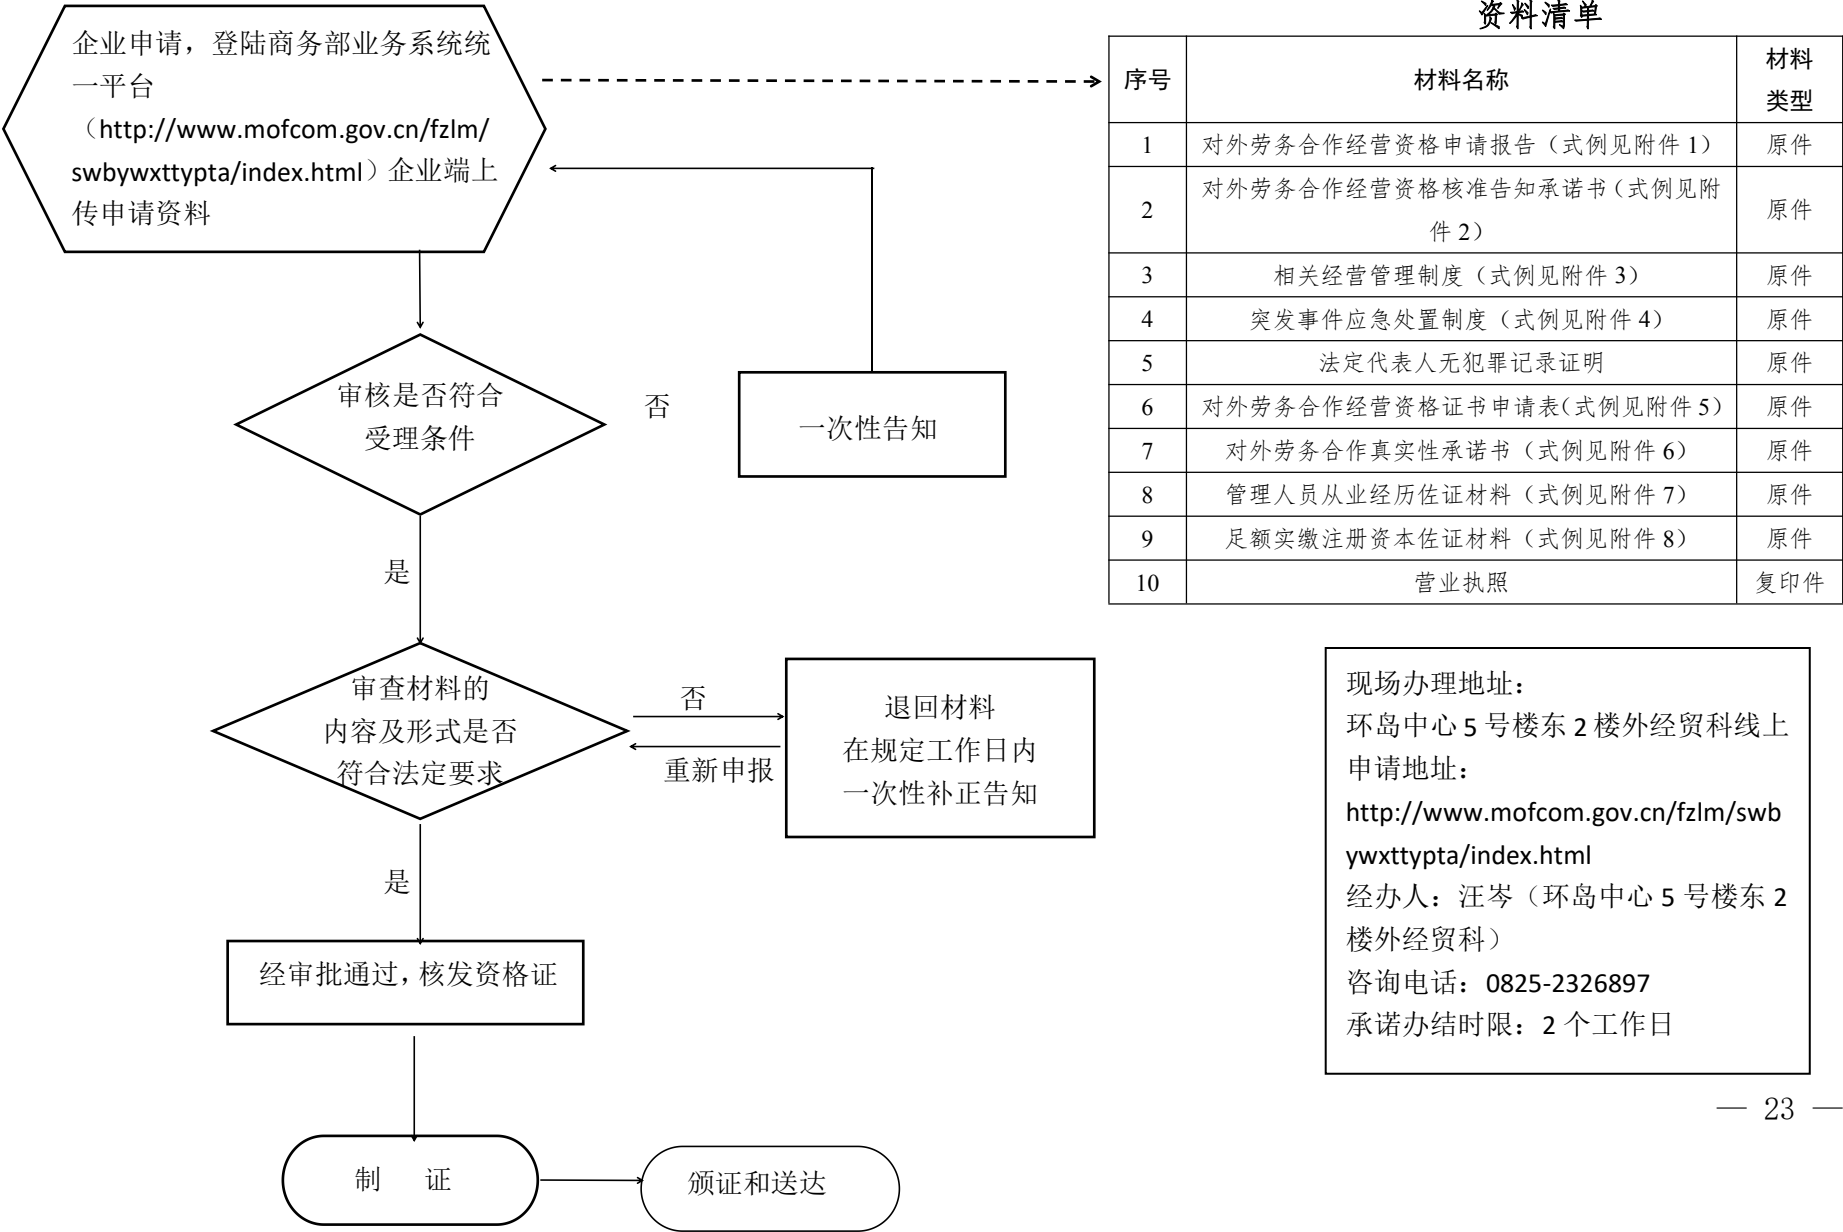 企业申请，登陆商务部业务系统统
一平台
（http://www.mofcom.gov.cn/fzlm/
swbywxttypta/index.html）企业端上
传申请资料
审核是否符合
受理条件
否
一次性告知
是
审查材料的
内容及形式是否
符合法定要求
否
重新申报
退回材料
在规定工作日内
一次性补正告知
是
经审批通过，核发资格证
制 证
颁证和送达
资料清单
序号 材料名称 材料
类型
1 对外劳务合作经营资格申请报告（式例见附件 1） 原件
2 对外劳务合作经营资格核准告知承诺书（式例见附
件 2） 原件
3 相关经营管理制度（式例见附件 3） 原件
4 突发事件应急处置制度（式例见附件 4） 原件
5 法定代表人无犯罪记录证明 原件
6 对外劳务合作经营资格证书申请表（式例见附件 5） 原件
7 对外劳务合作真实性承诺书（式例见附件 6） 原件
8 管理人员从业经历佐证材料（式例见附件 7） 原件
9 足额实缴注册资本佐证材料（式例见附件 8） 原件
10 营业执照 复印件
现场办理地址：
环岛中心 5 号楼东 2 楼外经贸科线上
申请地址：
http://www.mofcom.gov.cn/fzlm/swb
ywxttypta/index.html
经办人：汪岑（环岛中心 5 号楼东 2
楼外经贸科）
咨询电话：0825-2326897
承诺办结时限：2 个工作日
— 23 —